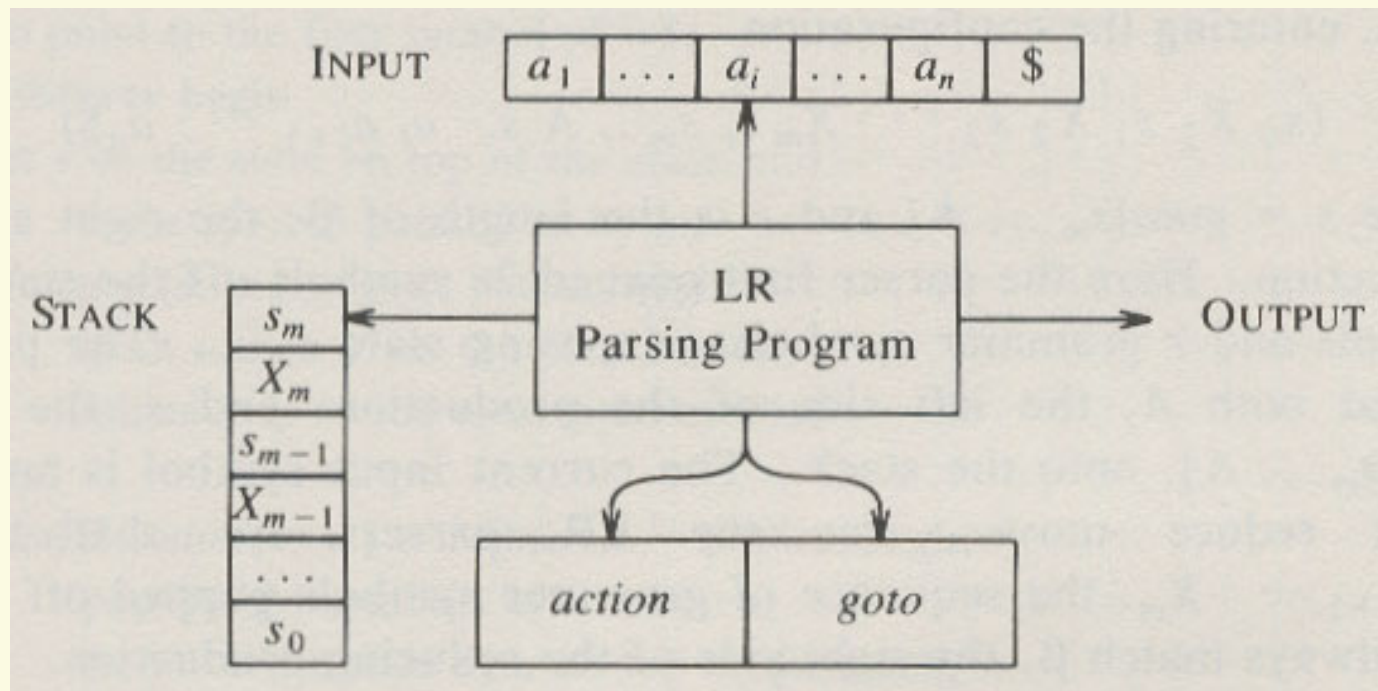 INPUT a₁ ... aᵢ ... aₙ $
LR
Parsing Program
STACK
OUTPUT
sₘ
Xₘ
sₘ₋₁
Xₘ₋₁
...
s₀
action goto